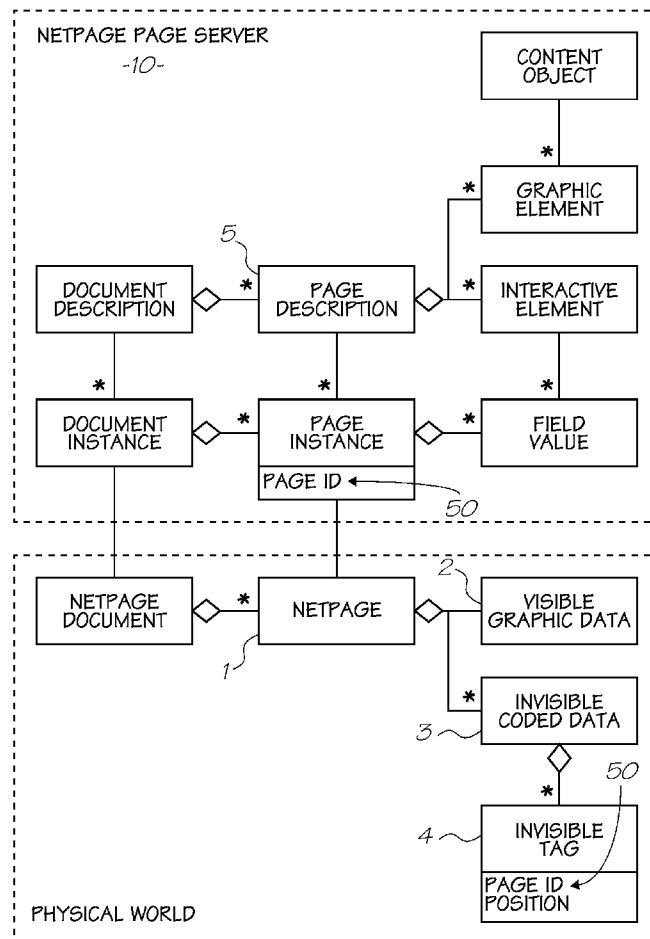 NETPAGE PAGE SERVER
-10-
CONTENT
OBJECT
*
*
GRAPHIC
ELEMENT
5
DOCUMENT
DESCRIPTION
*
PAGE
DESCRIPTION
*
INTERACTIVE
ELEMENT
*
*
*
DOCUMENT
INSTANCE
*
PAGE
INSTANCE
*
FIELD
VALUE
PAGE ID
50
NETPAGE
DOCUMENT
*
NETPAGE
1
2
VISIBLE
GRAPHIC DATA
*
INVISIBLE
CODED DATA
3
*
50
4
INVISIBLE
TAG
PAGE ID
POSITION
PHYSICAL WORLD